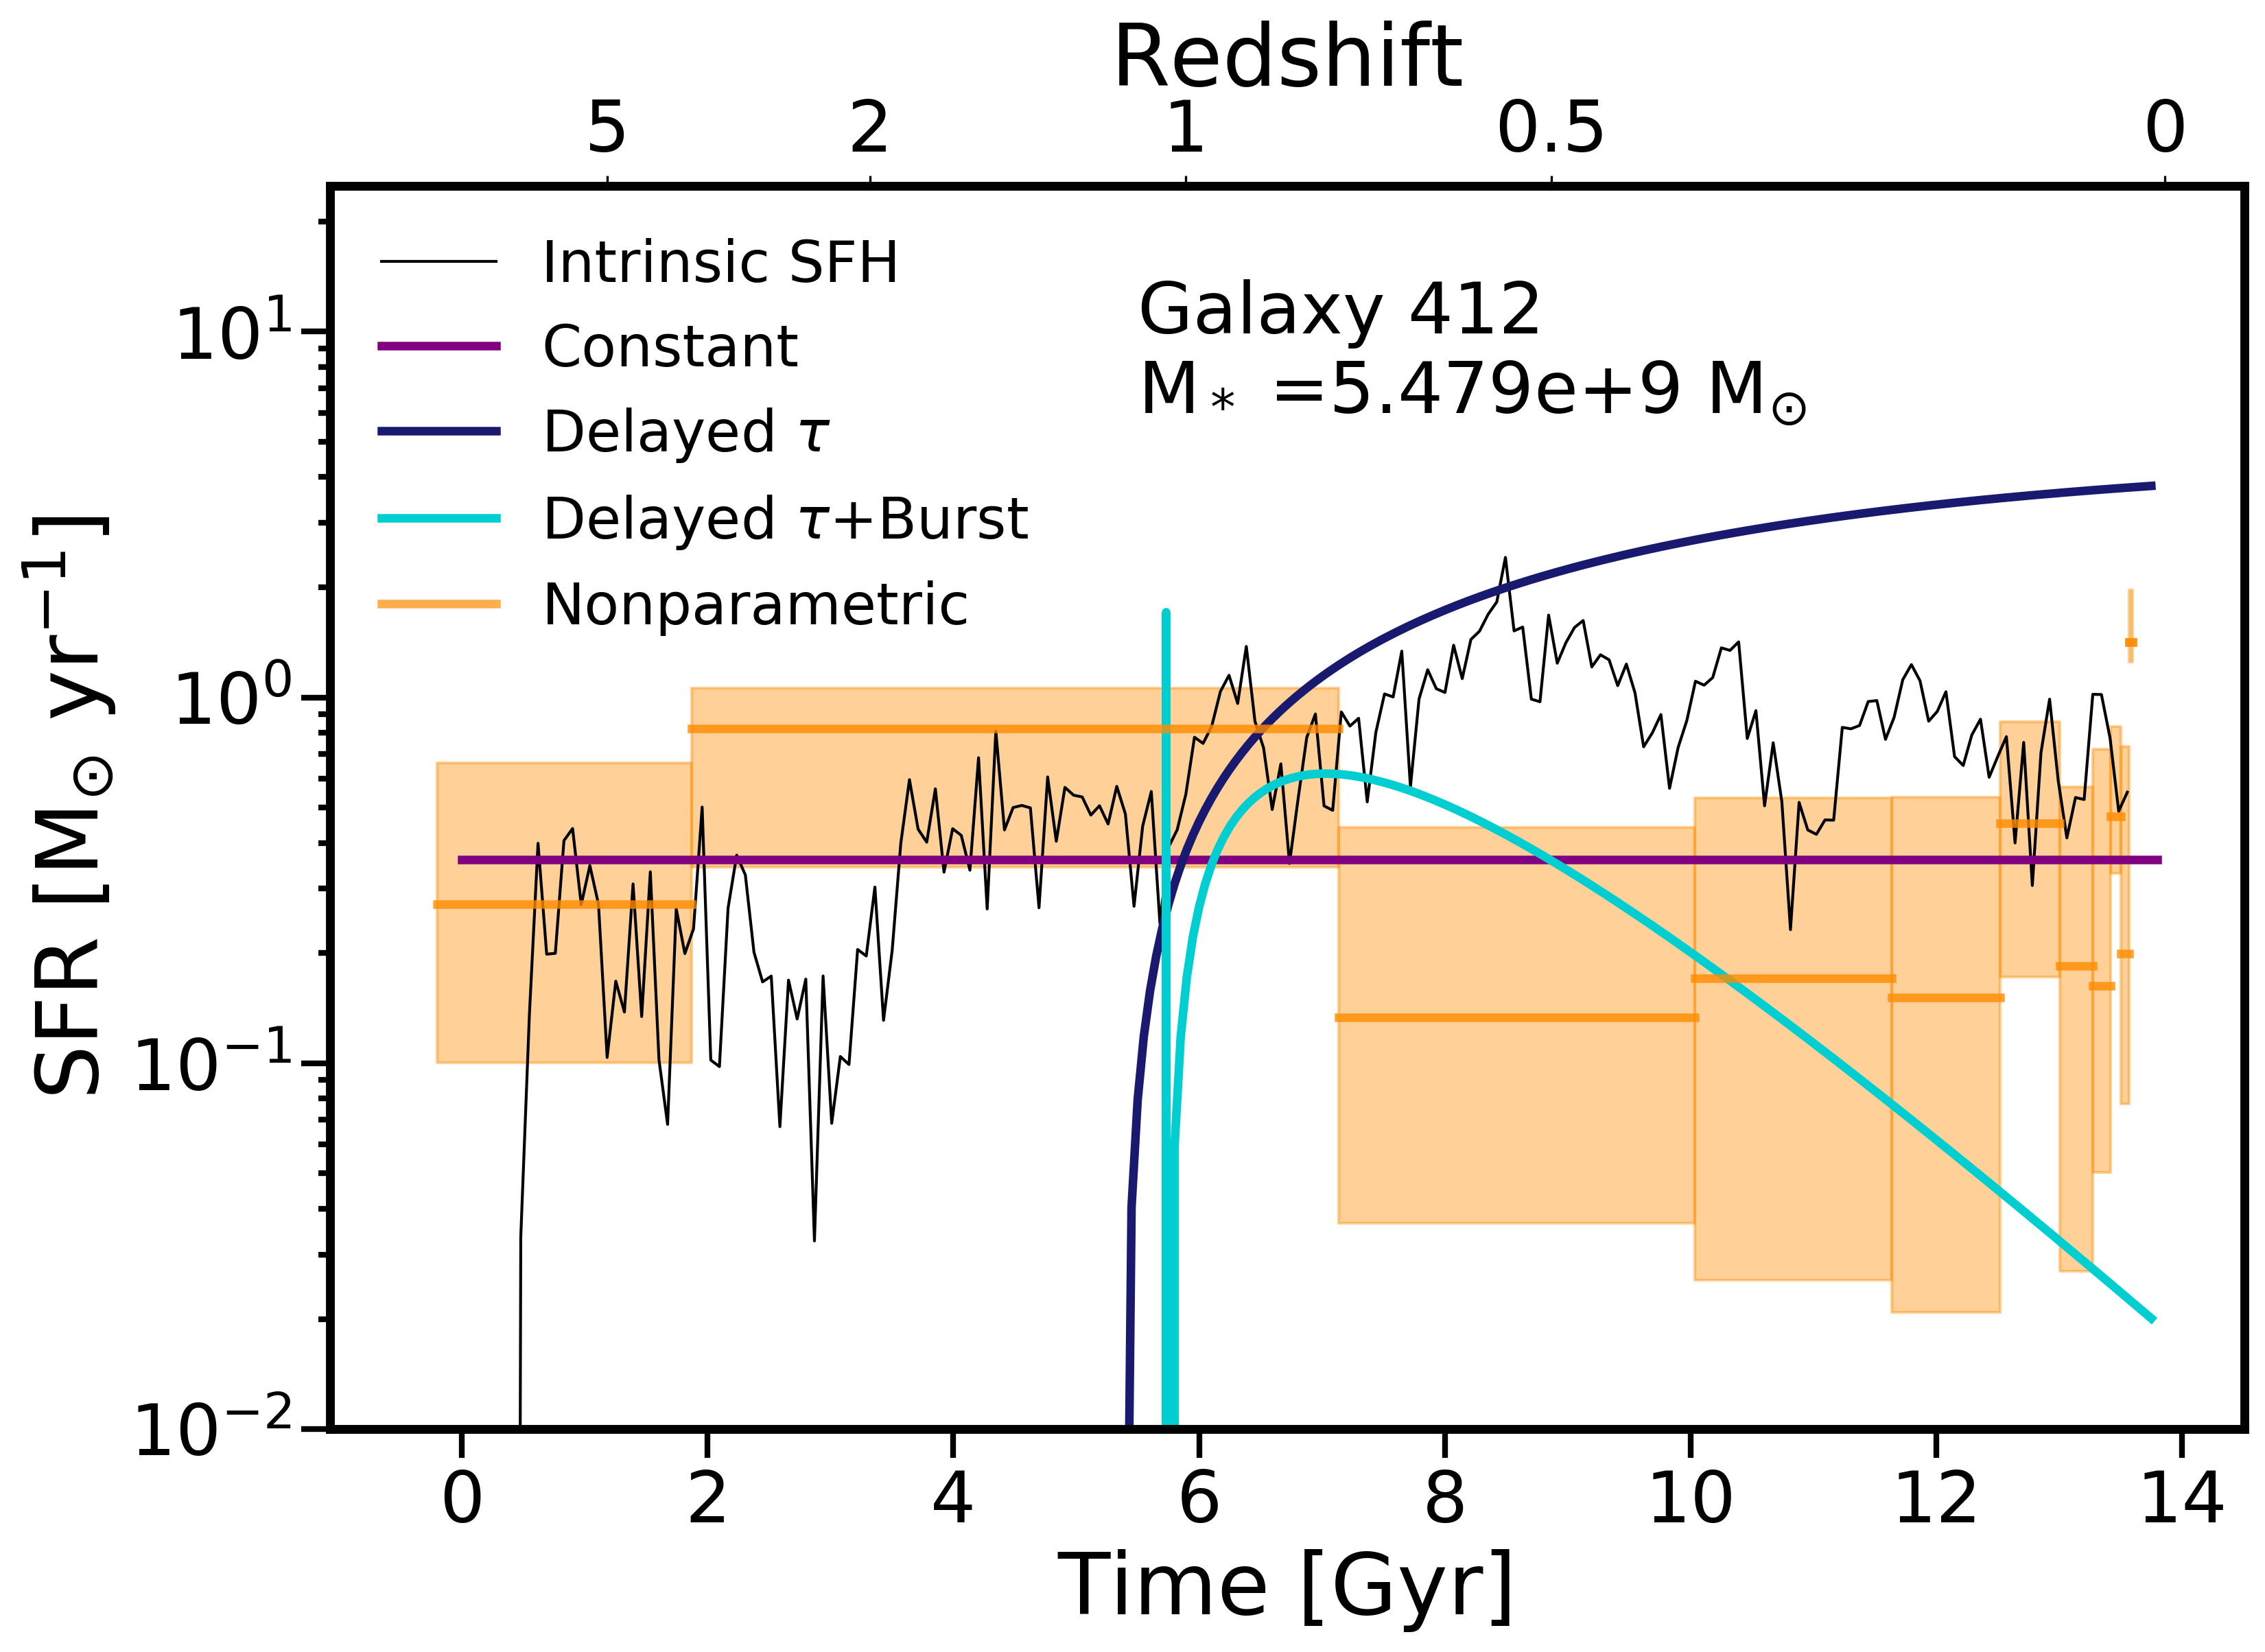 Redshift
5 2 1 0.5 0
Intrinsic SFH
Constant
Delayed τ
Delayed τ+Burst
Nonparametric
Galaxy 412
M* =5.479e+9 M⊙
SFR [M⊙ yr⁻¹]
10¹
10⁰
10⁻¹
10⁻²
0 2 4 6 8 10 12 14
Time [Gyr]